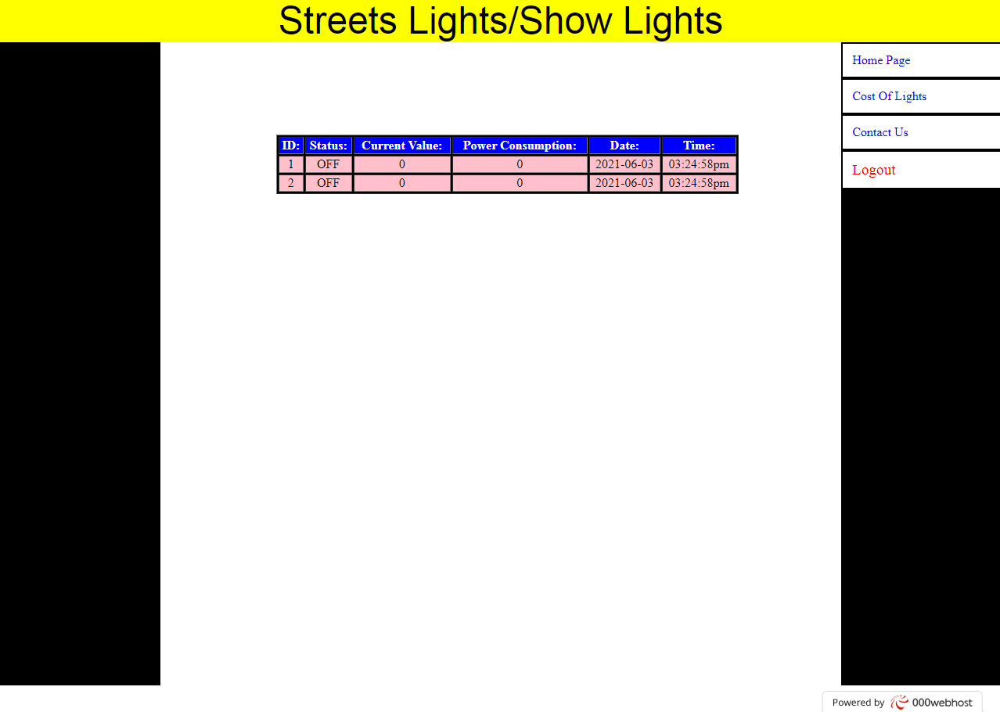 Streets Lights/Show Lights
Home Page
Cost Of Lights
Contact Us
Logout
ID: Status: Current Value: Power Consumption: Date: Time:
1 OFF 0 0 2021-06-03 03:24:58pm
2 OFF 0 0 2021-06-03 03:24:58pm
Powered by 000webhost